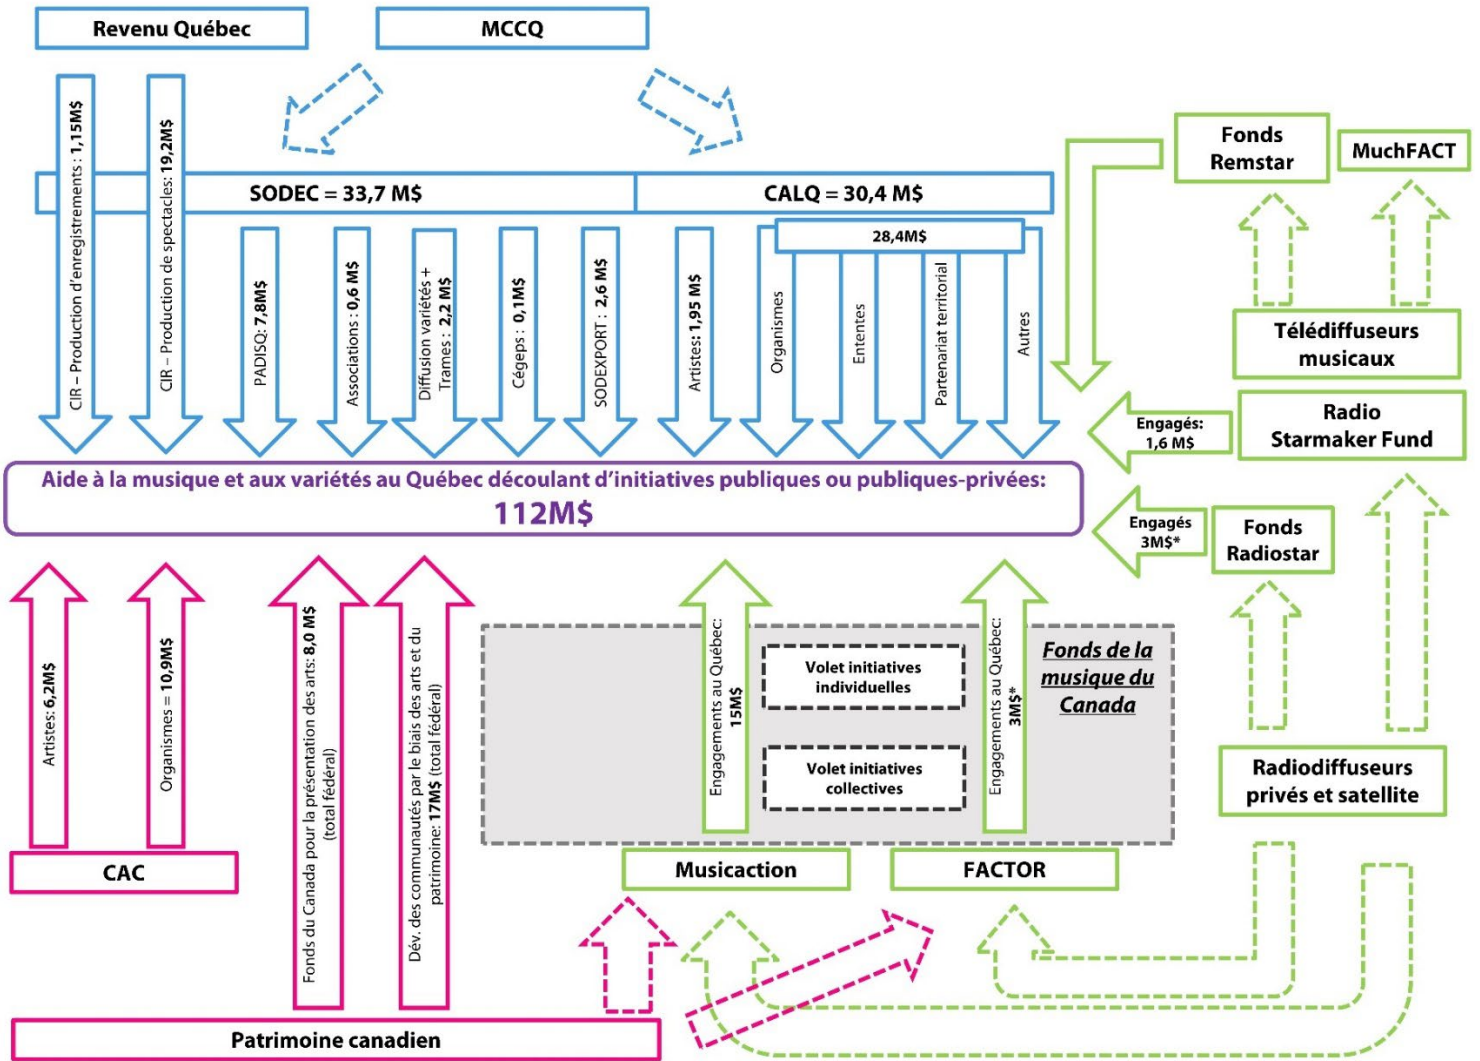 Revenu Québec
MCCQ
CIR – Production d'enregistrements : 1,15M$
CIR – Production de spectacles: 19,2M$
SODEC = 33,7 M$
CALQ = 30,4 M$
PADISQ: 7,8M$
Associations : 0,6 M$
Diffusion variétés +
Trames : 2,2 M$
Cégeps : 0,1M$
SODEXPORT : 2,6 M$
Artistes: 1,95 M$
28,4M$
Organismes
Ententes
Partenariat territorial
Autres
Fonds
Remstar
MuchFACT
Télédiffuseurs
musicaux
Radio
Starmaker Fund
Engagés:
1,6 M$
Aide à la musique et aux variétés au Québec découlant d'initiatives publiques ou publiques-privées:
112M$
Engagés
3M$*
Fonds
Radiostar
Artistes: 6,2M$
Organismes = 10,9M$
Fonds du Canada pour la présentation des arts: 8,0 M$
(total fédéral)
Dév. des communautés par le biais des arts et du
patrimoine: 17M$ (total fédéral)
Engagements au Québec:
15M$
Volet initiatives
individuelles
Volet initiatives
collectives
Engagements au Québec:
3M$*
Fonds de la
musique du
Canada
Radiodiffuseurs
privés et satellite
CAC
Musicaction
FACTOR
Patrimoine canadien